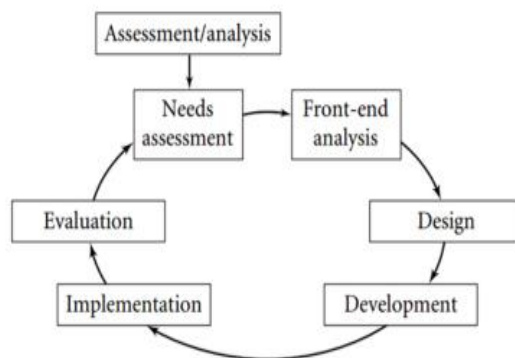 Assessment/analysis
Needs
assessment
Front-end
analysis
Evaluation
Design
Implementation
Development